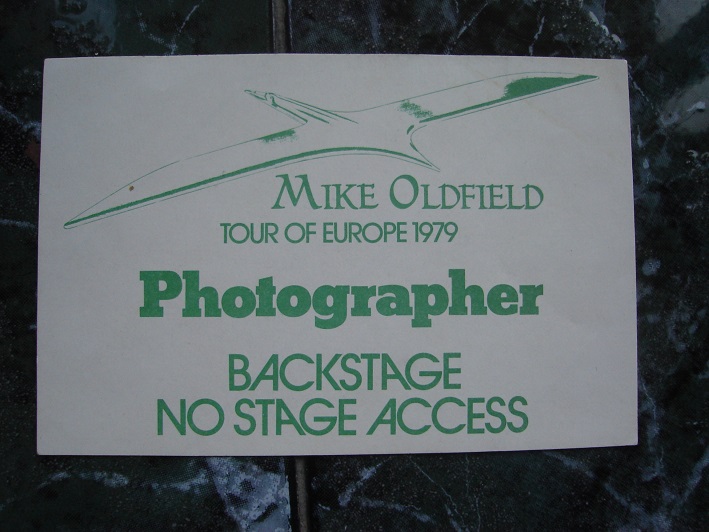 MIKE OLDFIELD
TOUR OF EUROPE 1979
Photographer
BACKSTAGE
NO STAGE ACCESS